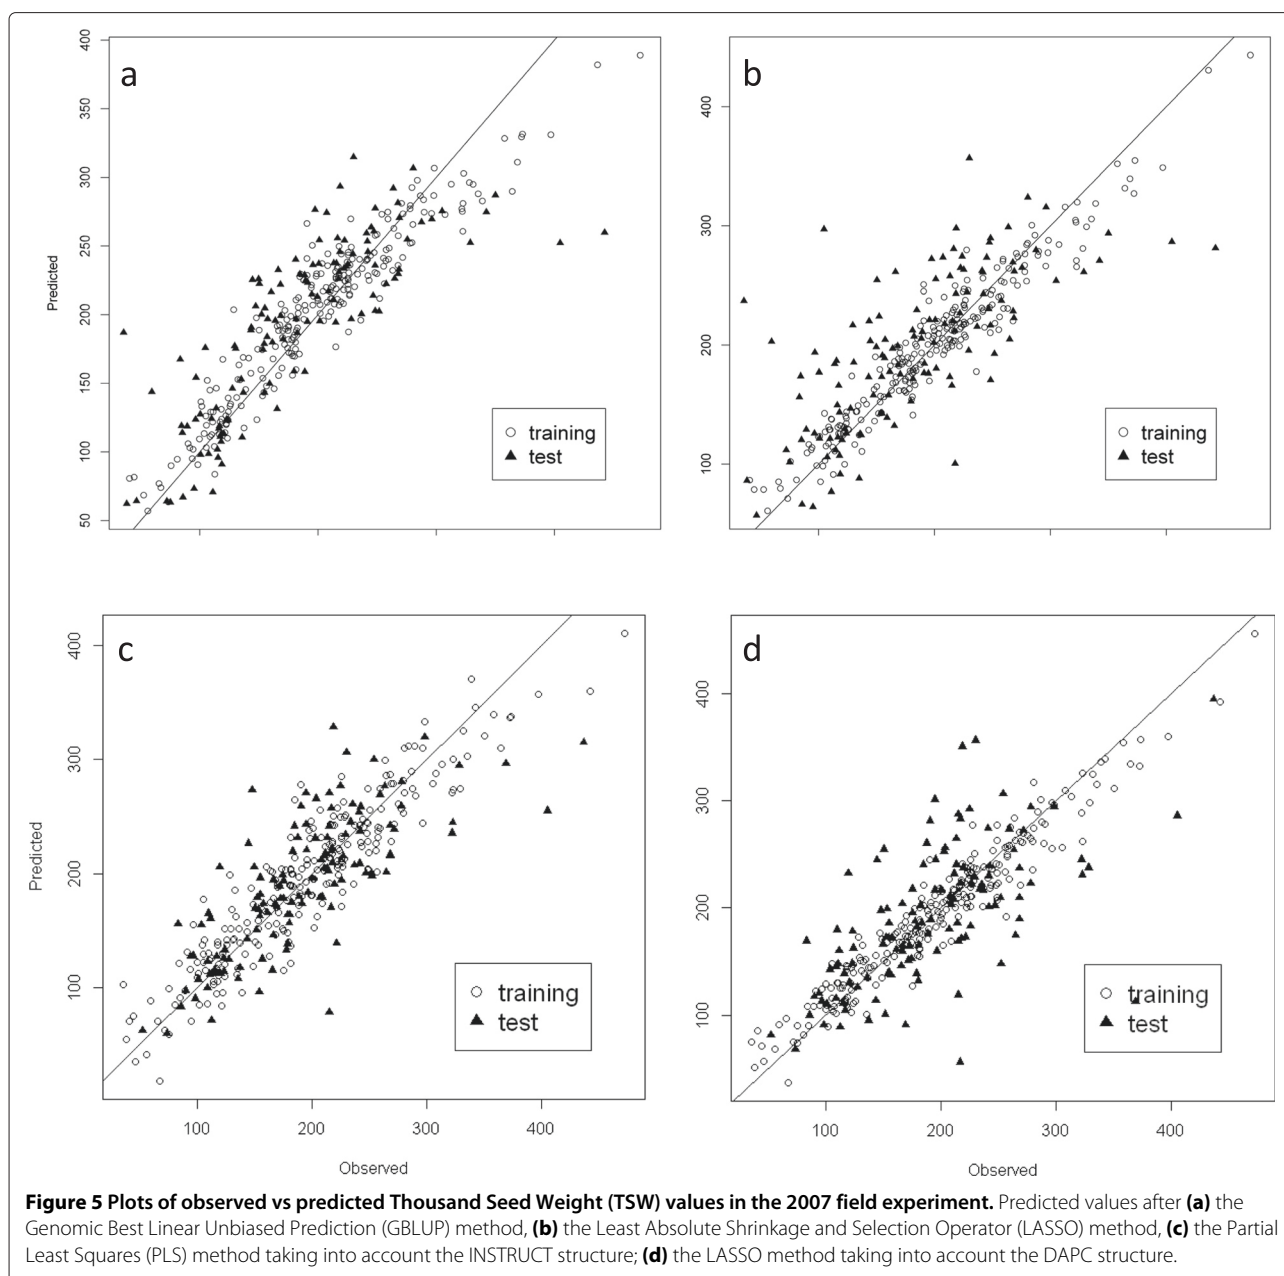 a
400
350
300
250
200
150
100
50
Predicted
training
test
b
400
300
200
100
training
test
c
400
300
200
100
Predicted
training
test
100 200 300 400
Observed
d
400
300
200
100
training
test
100 200 300 400
Observed
Figure 5 Plots of observed vs predicted Thousand Seed Weight (TSW) values in the 2007 field experiment. Predicted values after (a) the
Genomic Best Linear Unbiased Prediction (GBLUP) method, (b) the Least Absolute Shrinkage and Selection Operator (LASSO) method, (c) the Partial
Least Squares (PLS) method taking into account the INSTRUCT structure; (d) the LASSO method taking into account the DAPC structure.